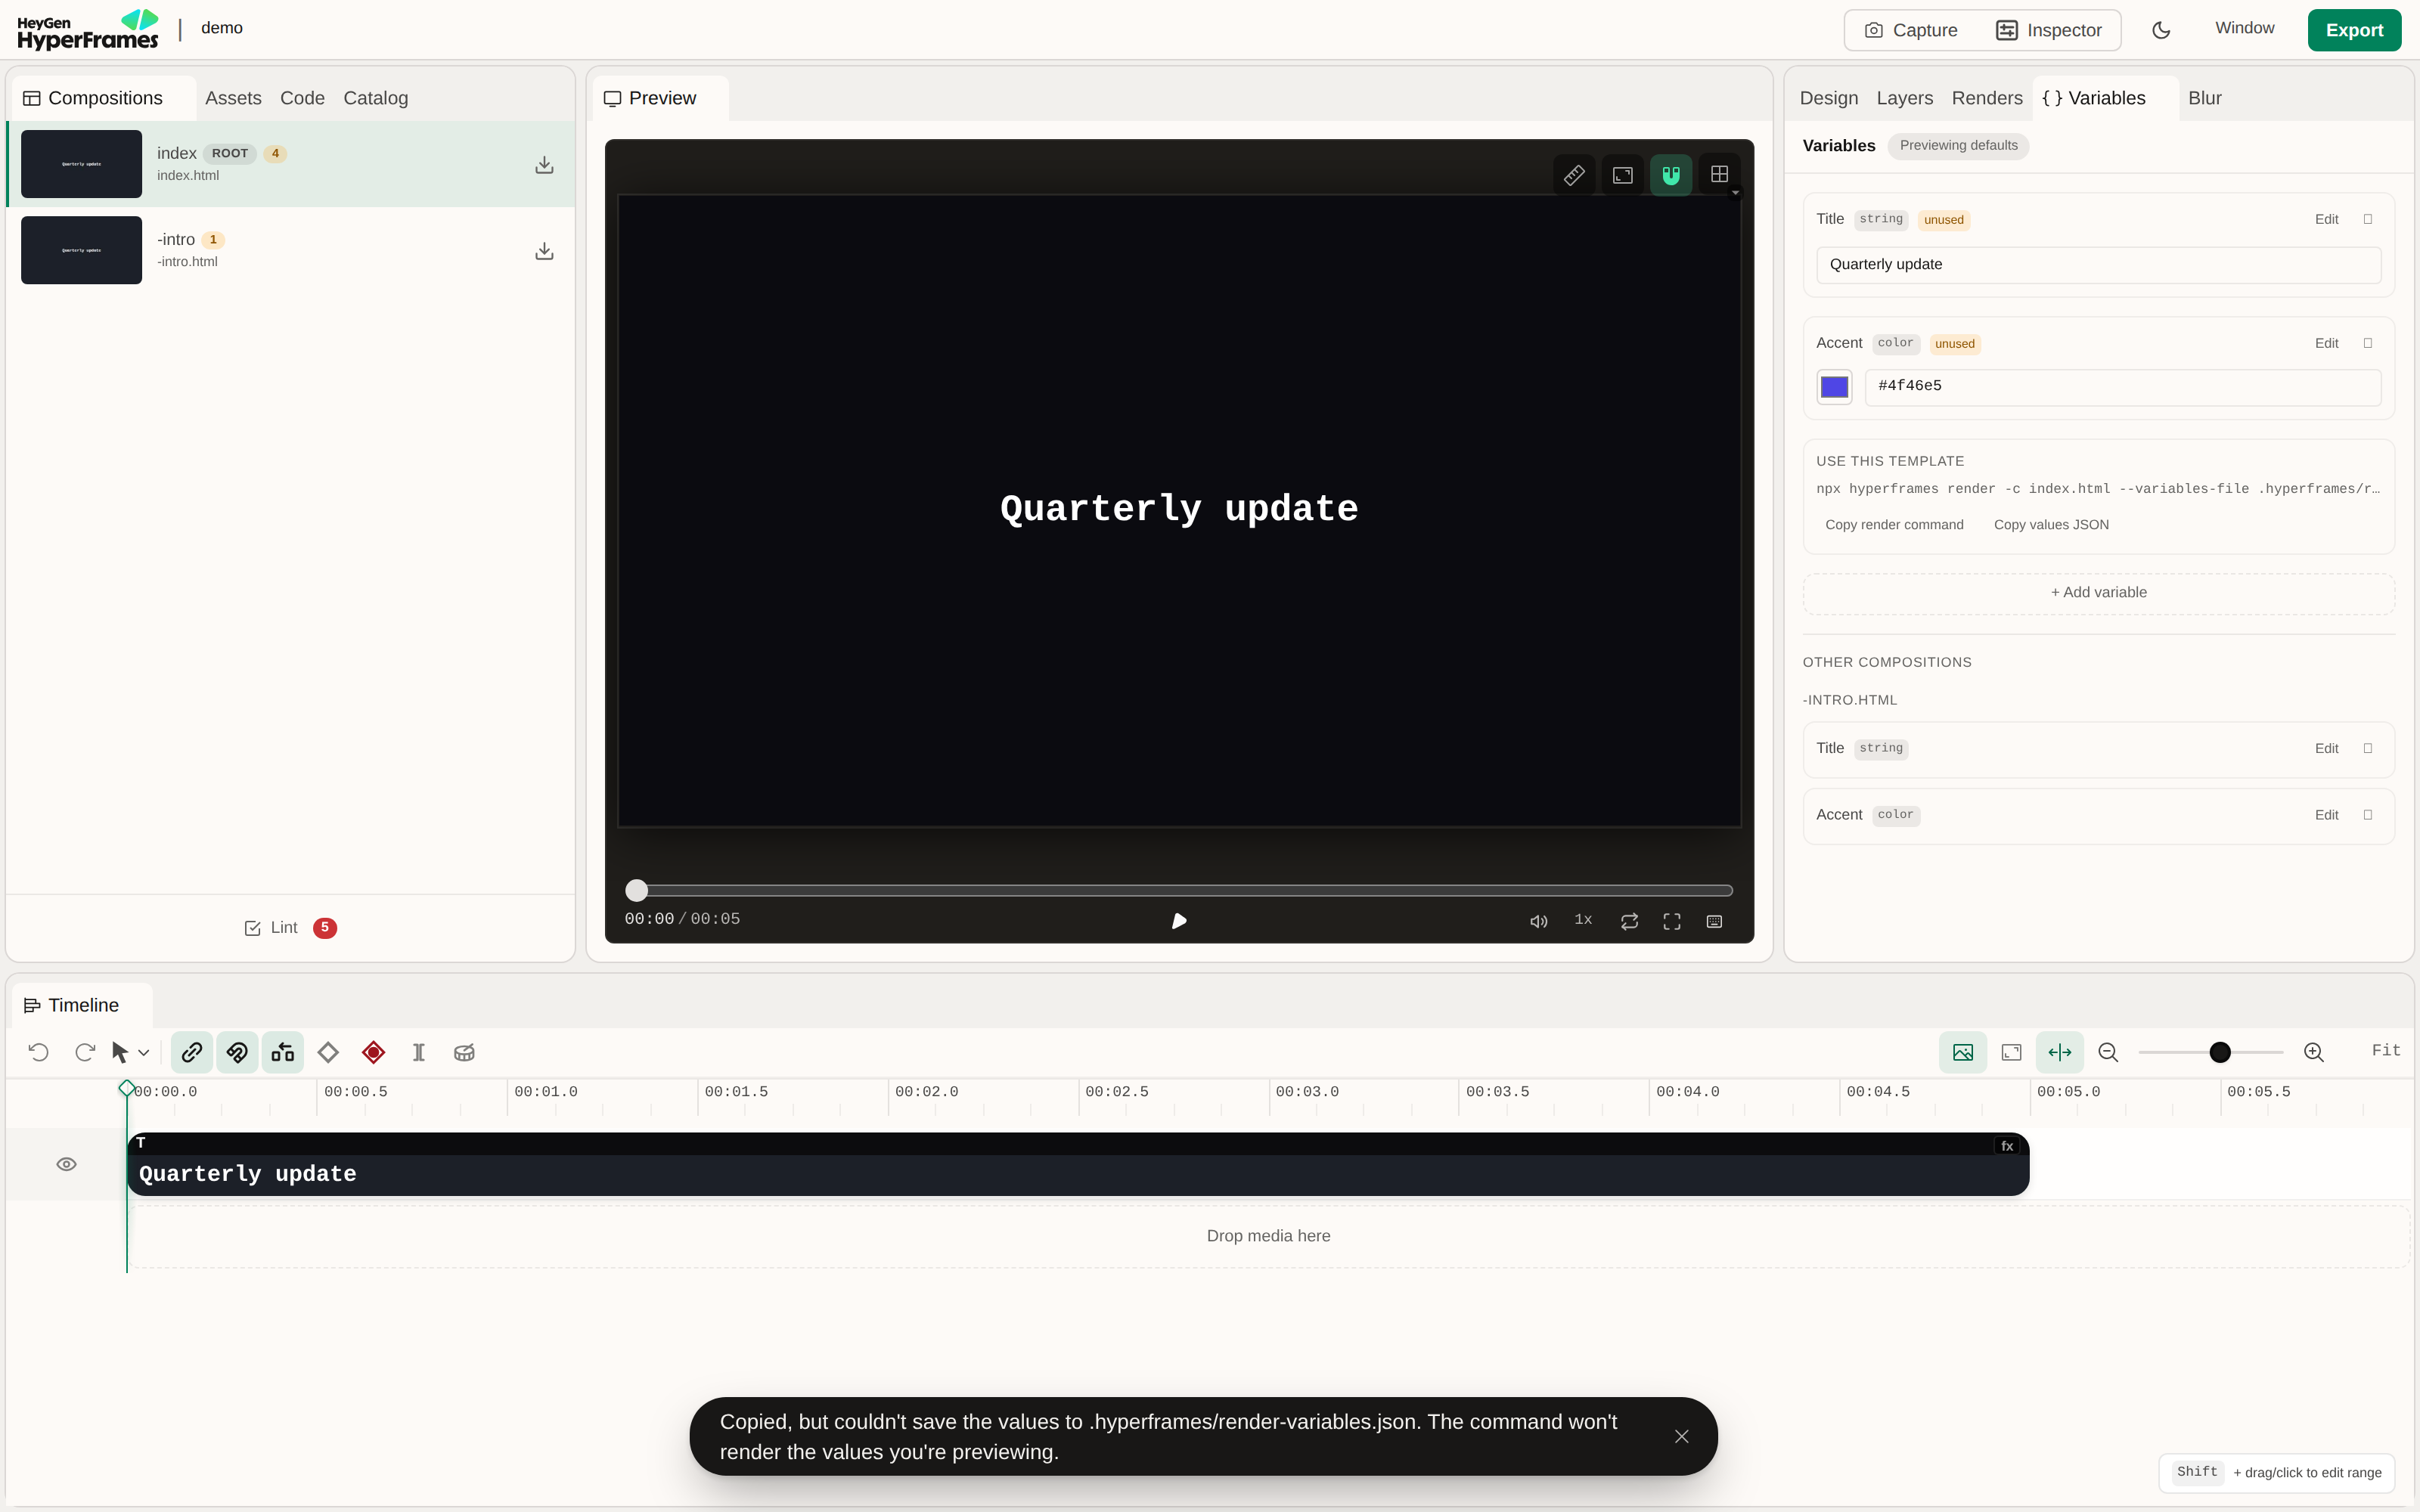 HeyGen
HyperFrames
demo
Capture
Inspector
Window
Export
Compositions
Assets
Code
Catalog
index ROOT 4
index.html
-intro 1
-intro.html
Lint 5
Preview
Quarterly update
00:00 / 00:05
1x
Design
Layers
Renders
{ } Variables
Blur
Variables Previewing defaults
Title string unused Edit
Quarterly update
Accent color unused Edit
#4f46e5
USE THIS TEMPLATE
npx hyperframes render -c index.html --variables-file .hyperframes/r…
Copy render command Copy values JSON
+ Add variable
OTHER COMPOSITIONS
-INTRO.HTML
Title string Edit
Accent color Edit
Timeline
Fit
00:00.0 00:00.5 00:01.0 00:01.5 00:02.0 00:02.5 00:03.0 00:03.5 00:04.0 00:04.5 00:05.0 00:05.5
T fx
Quarterly update
Drop media here
Copied, but couldn't save the values to .hyperframes/render-variables.json. The command won't
render the values you're previewing.
Shift + drag/click to edit range